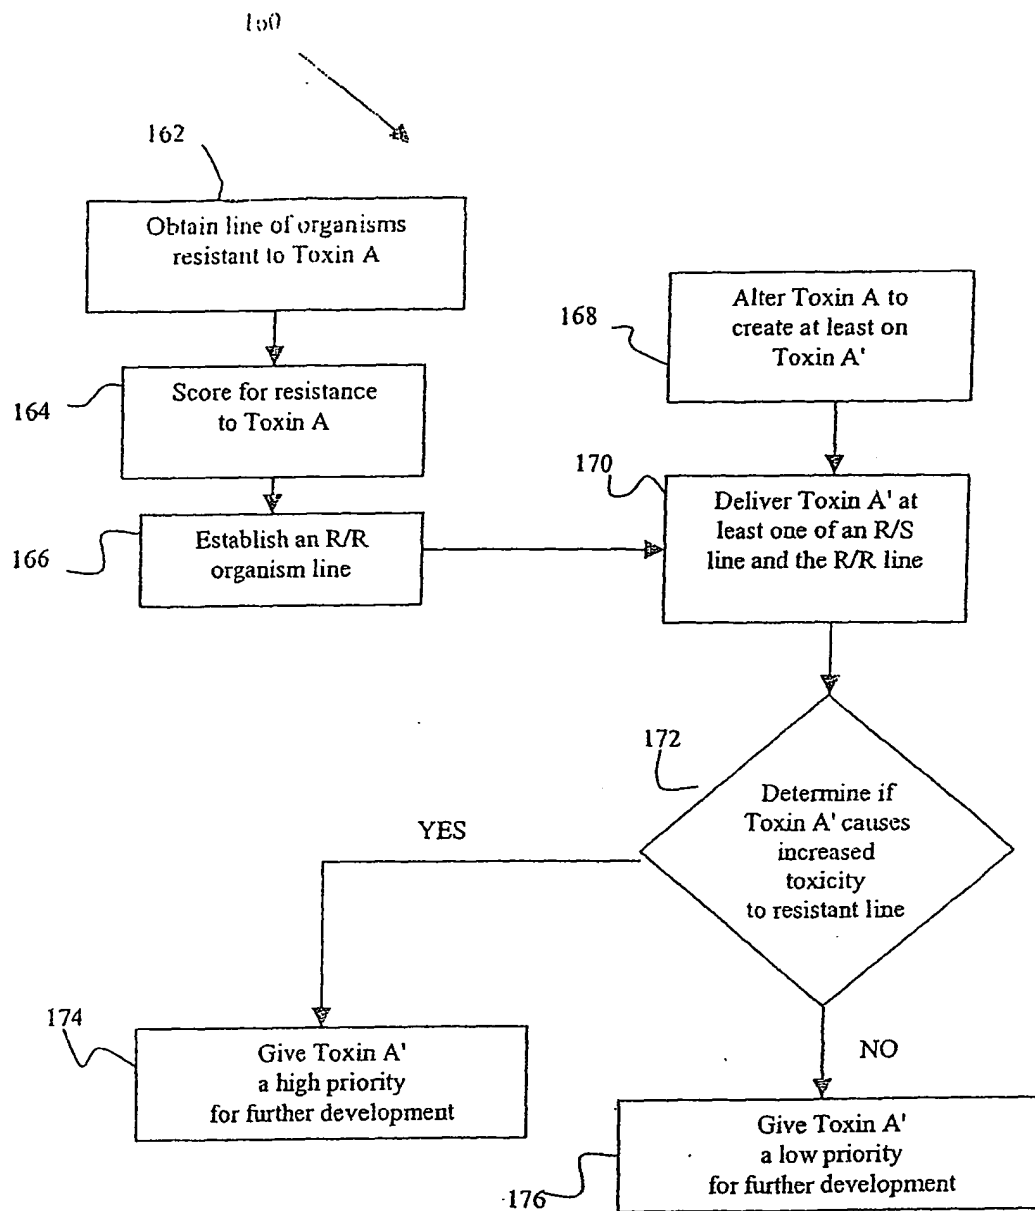 160
162
Obtain line of organisms
resistant to Toxin A
164
Score for resistance
to Toxin A
166
Establish an R/R
organism line
168
Alter Toxin A to
create at least on
Toxin A'
170
Deliver Toxin A' at
least one of an R/S
line and the R/R line
172
Determine if
Toxin A' causes
increased
toxicity
to resistant line
YES
NO
174
Give Toxin A'
a high priority
for further development
176
Give Toxin A'
a low priority
for further development